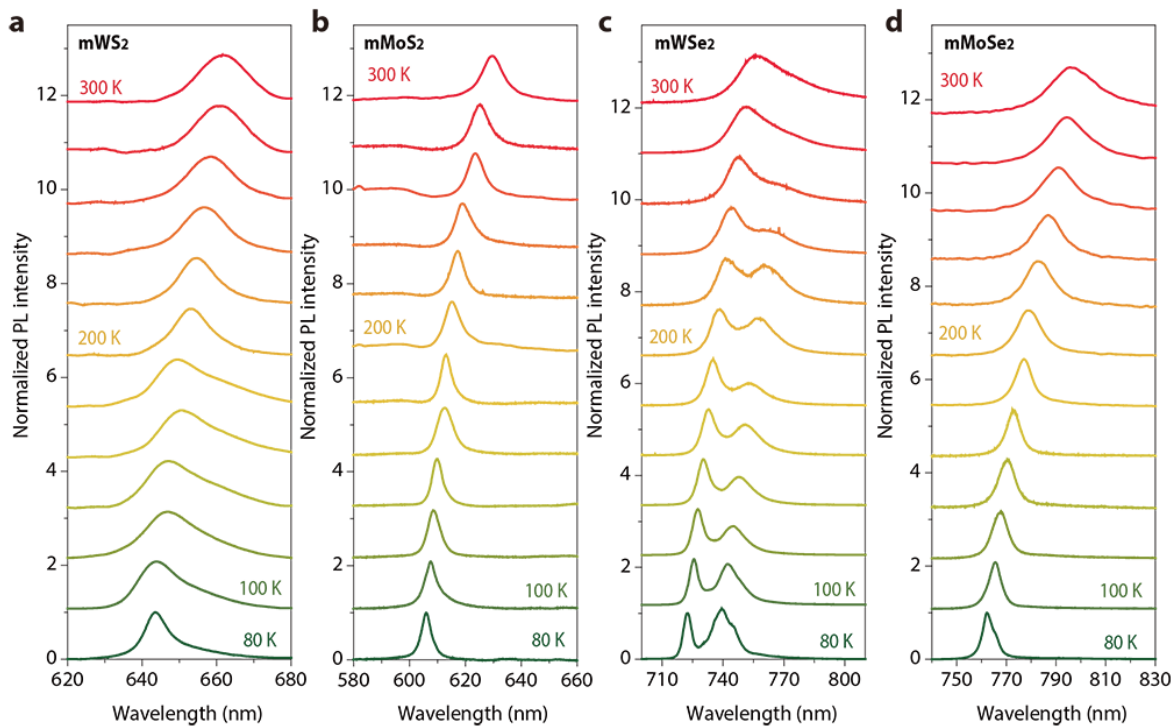 a
mWS2
300 K
200 K
100 K
80 K
Normalized PL intensity
12
10
8
6
4
2
0
620 640 660 680
Wavelength (nm)
b
mMoS2
300 K
200 K
100 K
80 K
Normalized PL intensity
12
10
8
6
4
2
0
580 600 620 640 660
Wavelength (nm)
c
mWSe2
300 K
200 K
100 K
80 K
Normalized PL intensity
12
10
8
6
4
2
0
710 740 770 800
Wavelength (nm)
d
mMoSe2
300 K
200 K
100 K
80 K
Normalized PL intensity
12
10
8
6
4
2
0
750 770 790 810 830
Wavelength (nm)